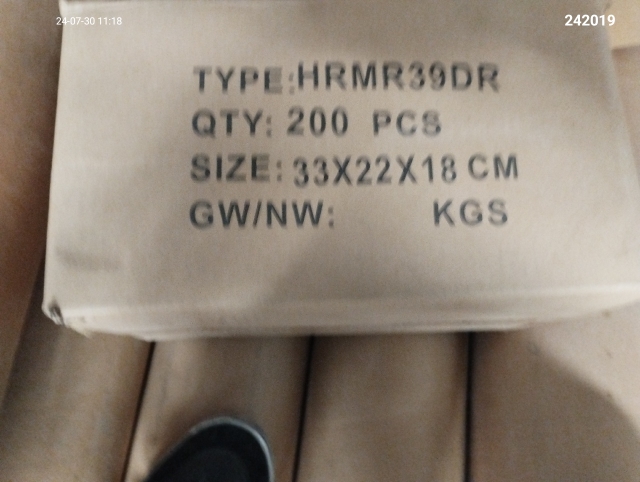 24-07-30 11:18
242019
TYPE:HRMR39DR
QTY: 200 PCS
SIZE: 33X22X18 CM
GW/NW: KGS